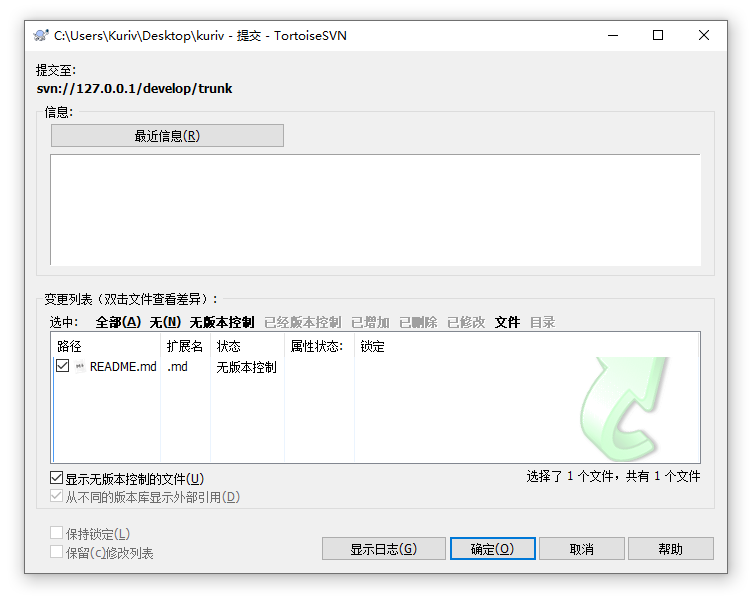 C:\Users\Kuriv\Desktop\kuriv - 提交 - TortoiseSVN
提交至:
svn://127.0.0.1/develop/trunk
信息:
最近信息(R)
变更列表（双击文件查看差异）:
选中: 全部(A) 无(N) 无版本控制 已经版本控制 已增加 已删除 已修改 文件 目录
路径 扩展名 状态 属性状态: 锁定
README.md .md 无版本控制
显示无版本控制的文件(U) 选择了 1 个文件，共有 1 个文件
从不同的版本库显示外部引用(D)
保持锁定(L)
保留(c)修改列表
显示日志(G) 确定(O) 取消 帮助